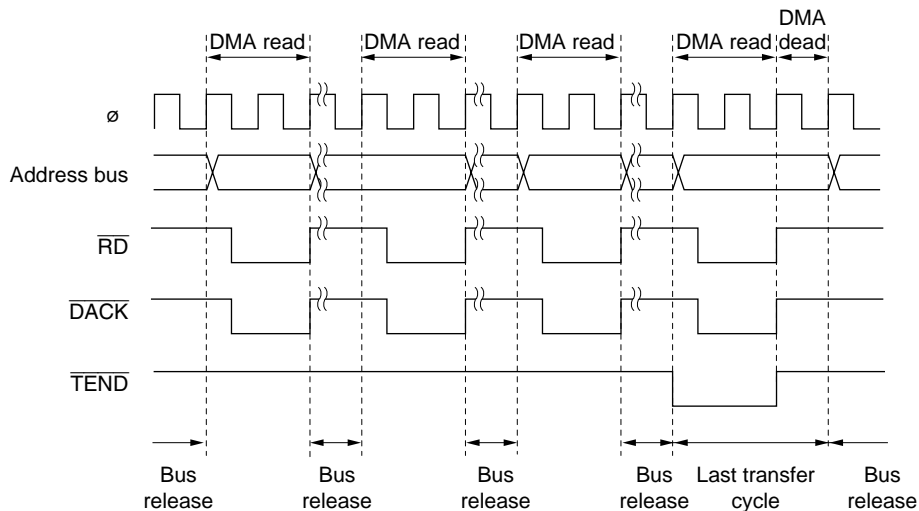 DMA read
DMA read
DMA read
DMA read
DMA
dead
ø
Address bus
RD
DACK
TEND
Bus
release
Bus
release
Bus
release
Bus
release
Last transfer
cycle
Bus
release